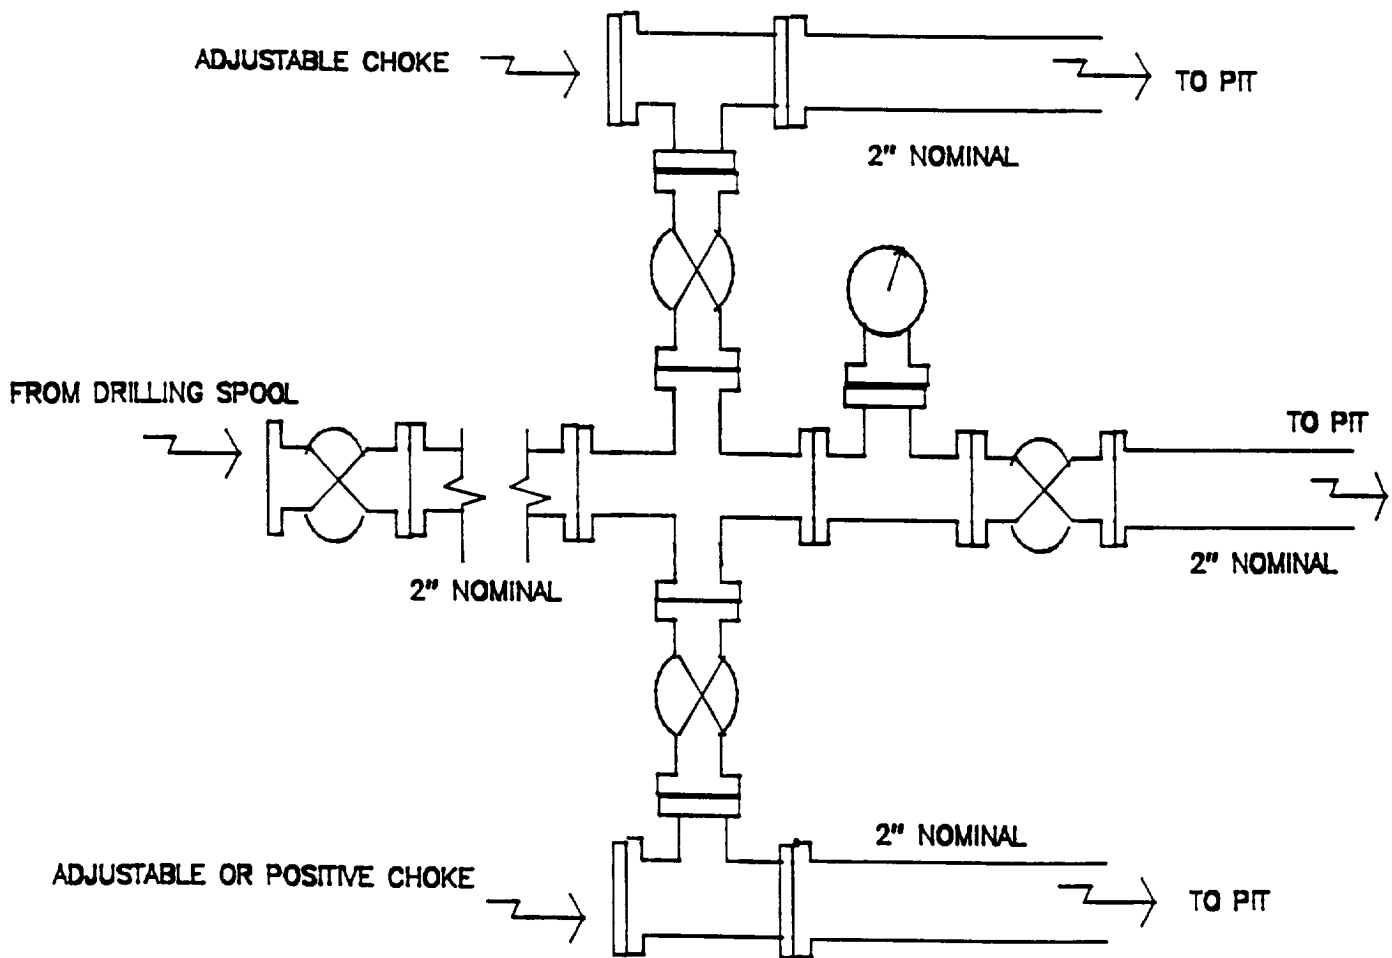 ADJUSTABLE CHOKE
TO PIT
2" NOMINAL
FROM DRILLING SPOOL
TO PIT
2" NOMINAL
2" NOMINAL
2" NOMINAL
ADJUSTABLE OR POSITIVE CHOKE
TO PIT